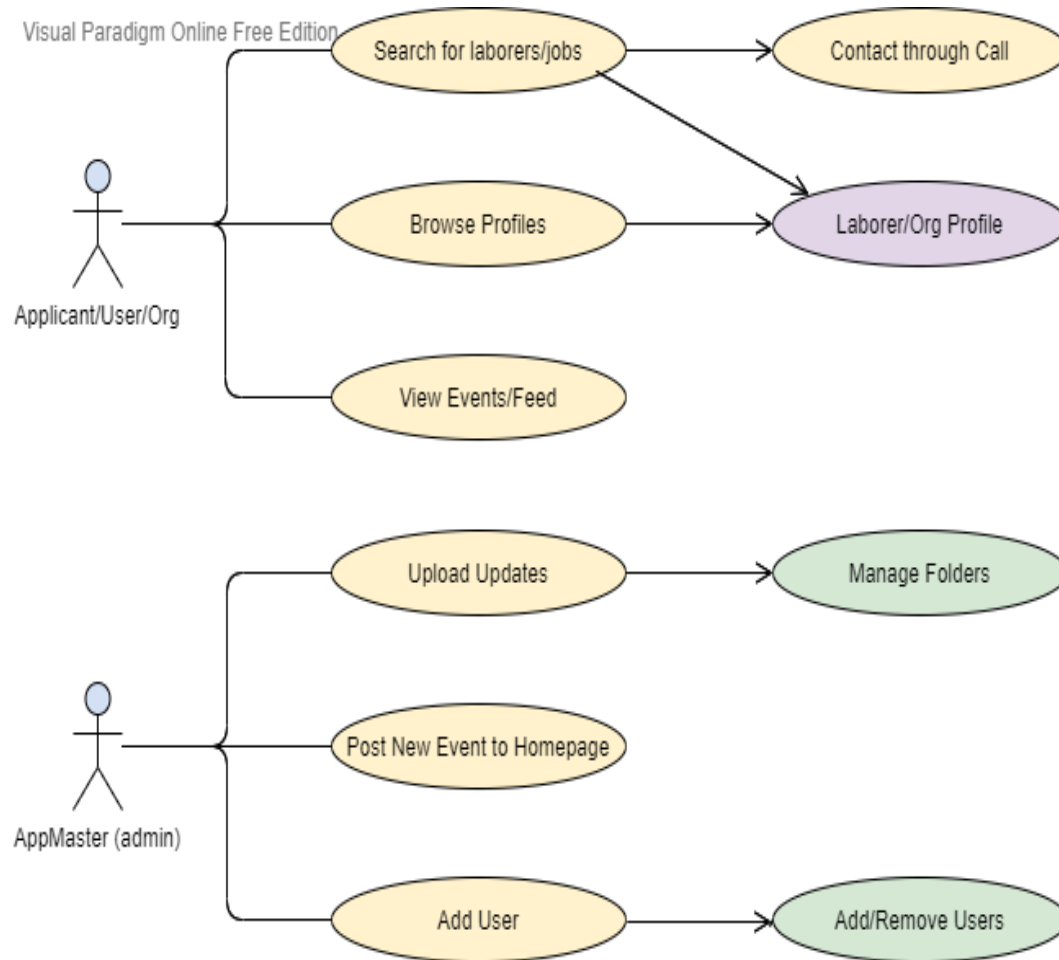 Visual Paradigm Online Free Edition
Search for laborers/jobs
Contact through Call
Browse Profiles
Laborer/Org Profile
Applicant/User/Org
View Events/Feed
Upload Updates
Manage Folders
Post New Event to Homepage
AppMaster (admin)
Add User
Add/Remove Users